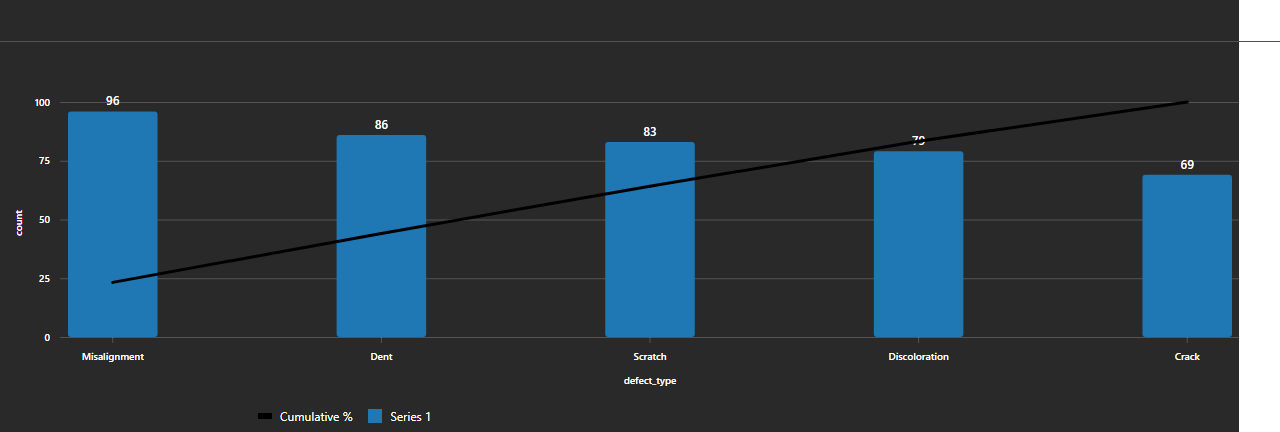 100
75
50
25
0
count
96
86
83
79
69
Misalignment
Dent
Scratch
Discoloration
Crack
defect_type
Cumulative %
Series 1